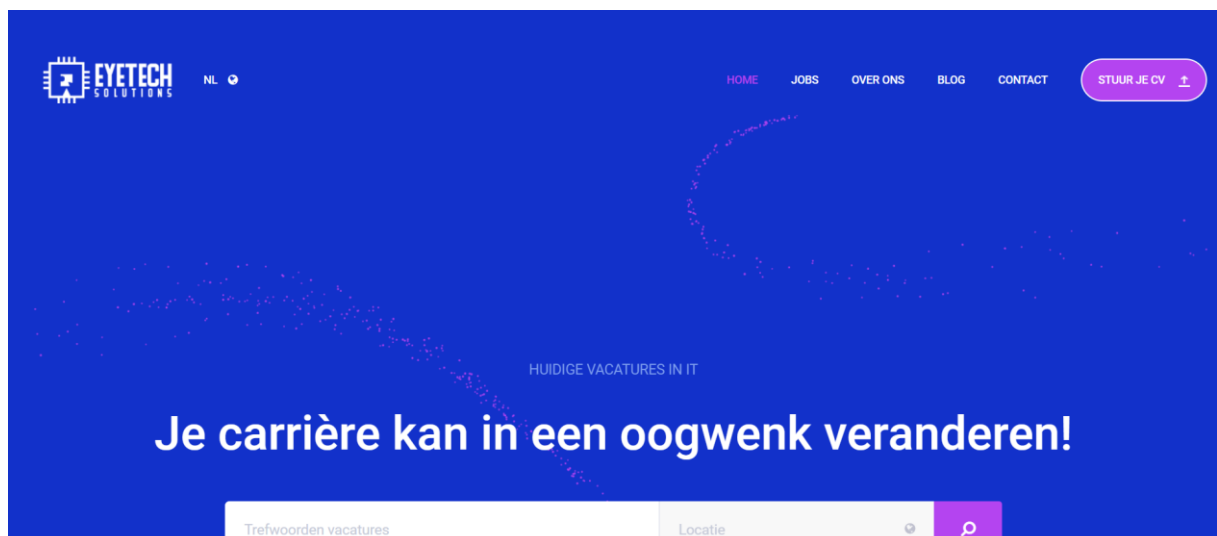 EYETECH
SOLUTIONS
NL
HOME JOBS OVER ONS BLOG CONTACT STUUR JE CV
HUIDIGE VACATURES IN IT
Je carrière kan in een oogwenk veranderen!
Trefwoorden vacatures Locatie